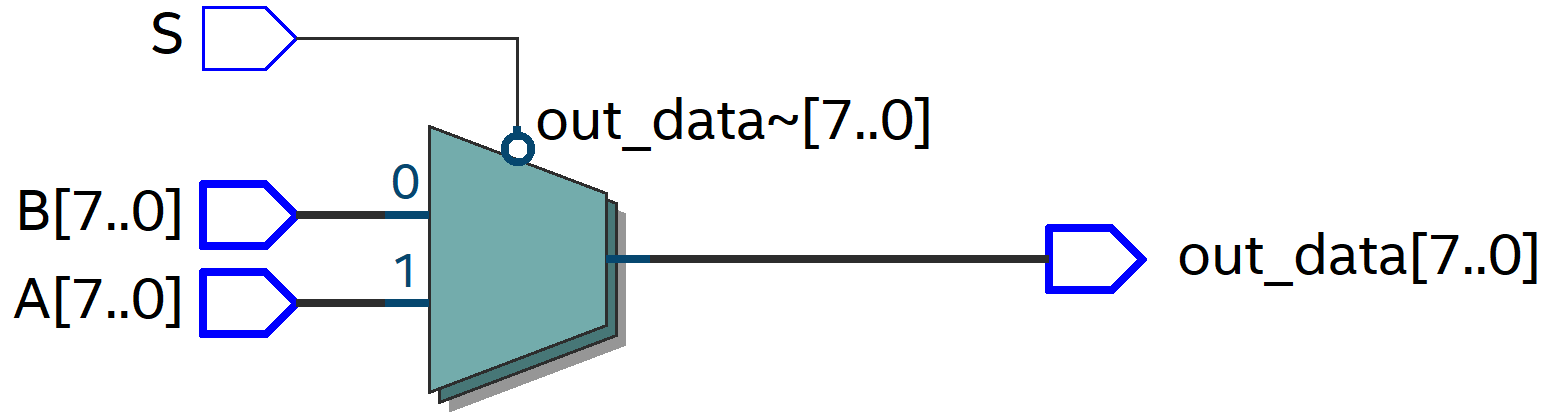 S
out_data~[7..0]
0
B[7..0]
1
A[7..0]
out_data[7..0]